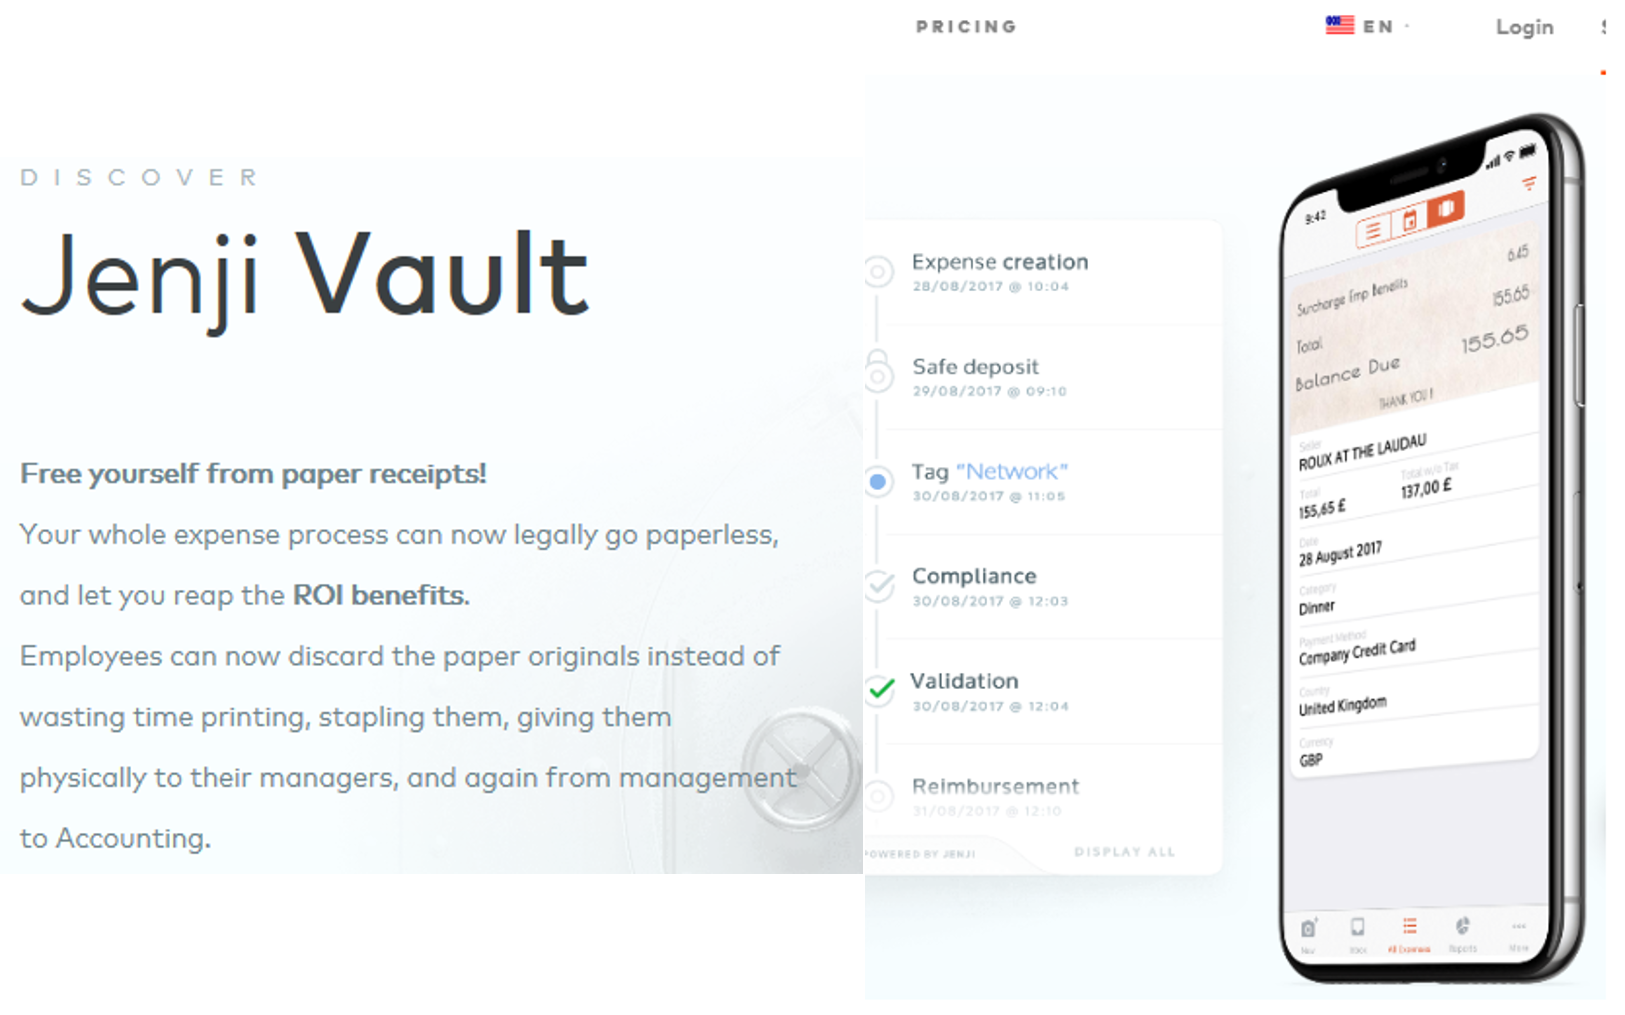 DISCOVER
Jenji Vault
Free yourself from paper receipts!
Your whole expense process can now legally go paperless,
and let you reap the ROI benefits.
Employees can now discard the paper originals instead of
wasting time printing, stapling them, giving them
physically to their managers, and again from management
to Accounting.
PRICING
EN
Login
Expense creation
28/08/2017 @ 10:04
Safe deposit
29/08/2017 @ 09:10
Tag "Network"
30/08/2017 @ 11:05
Compliance
30/08/2017 @ 12:03
Validation
30/08/2017 @ 12:04
Reimbursement
31/08/2017 @ 12:10
POWERED BY JENJI
DISPLAY ALL
9:42
6.45
Surcharge Emp Benefits
155.65
Total
155.65
Balance Due
THANK YOU !
Seller
ROUX AT THE LAUDAU
Total Total w/o Tax
155,65 £ 137,00 £
Date
28 August 2017
Category
Dinner
Payment Method
Company Credit Card
Country
United Kingdom
Currency
GBP
New Inbox All Expenses Reports More